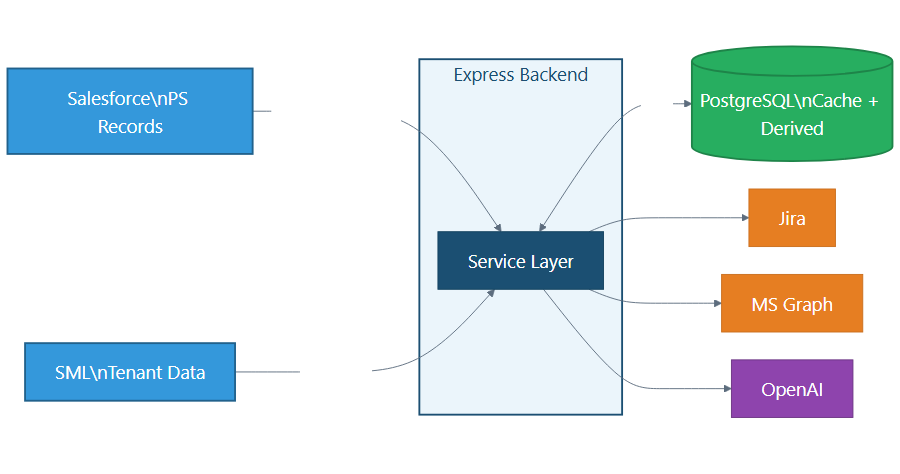 Salesforce\nPS
Records
SML\nTenant Data
Express Backend
Service Layer
PostgreSQL\nCache +
Derived
Jira
MS Graph
OpenAI